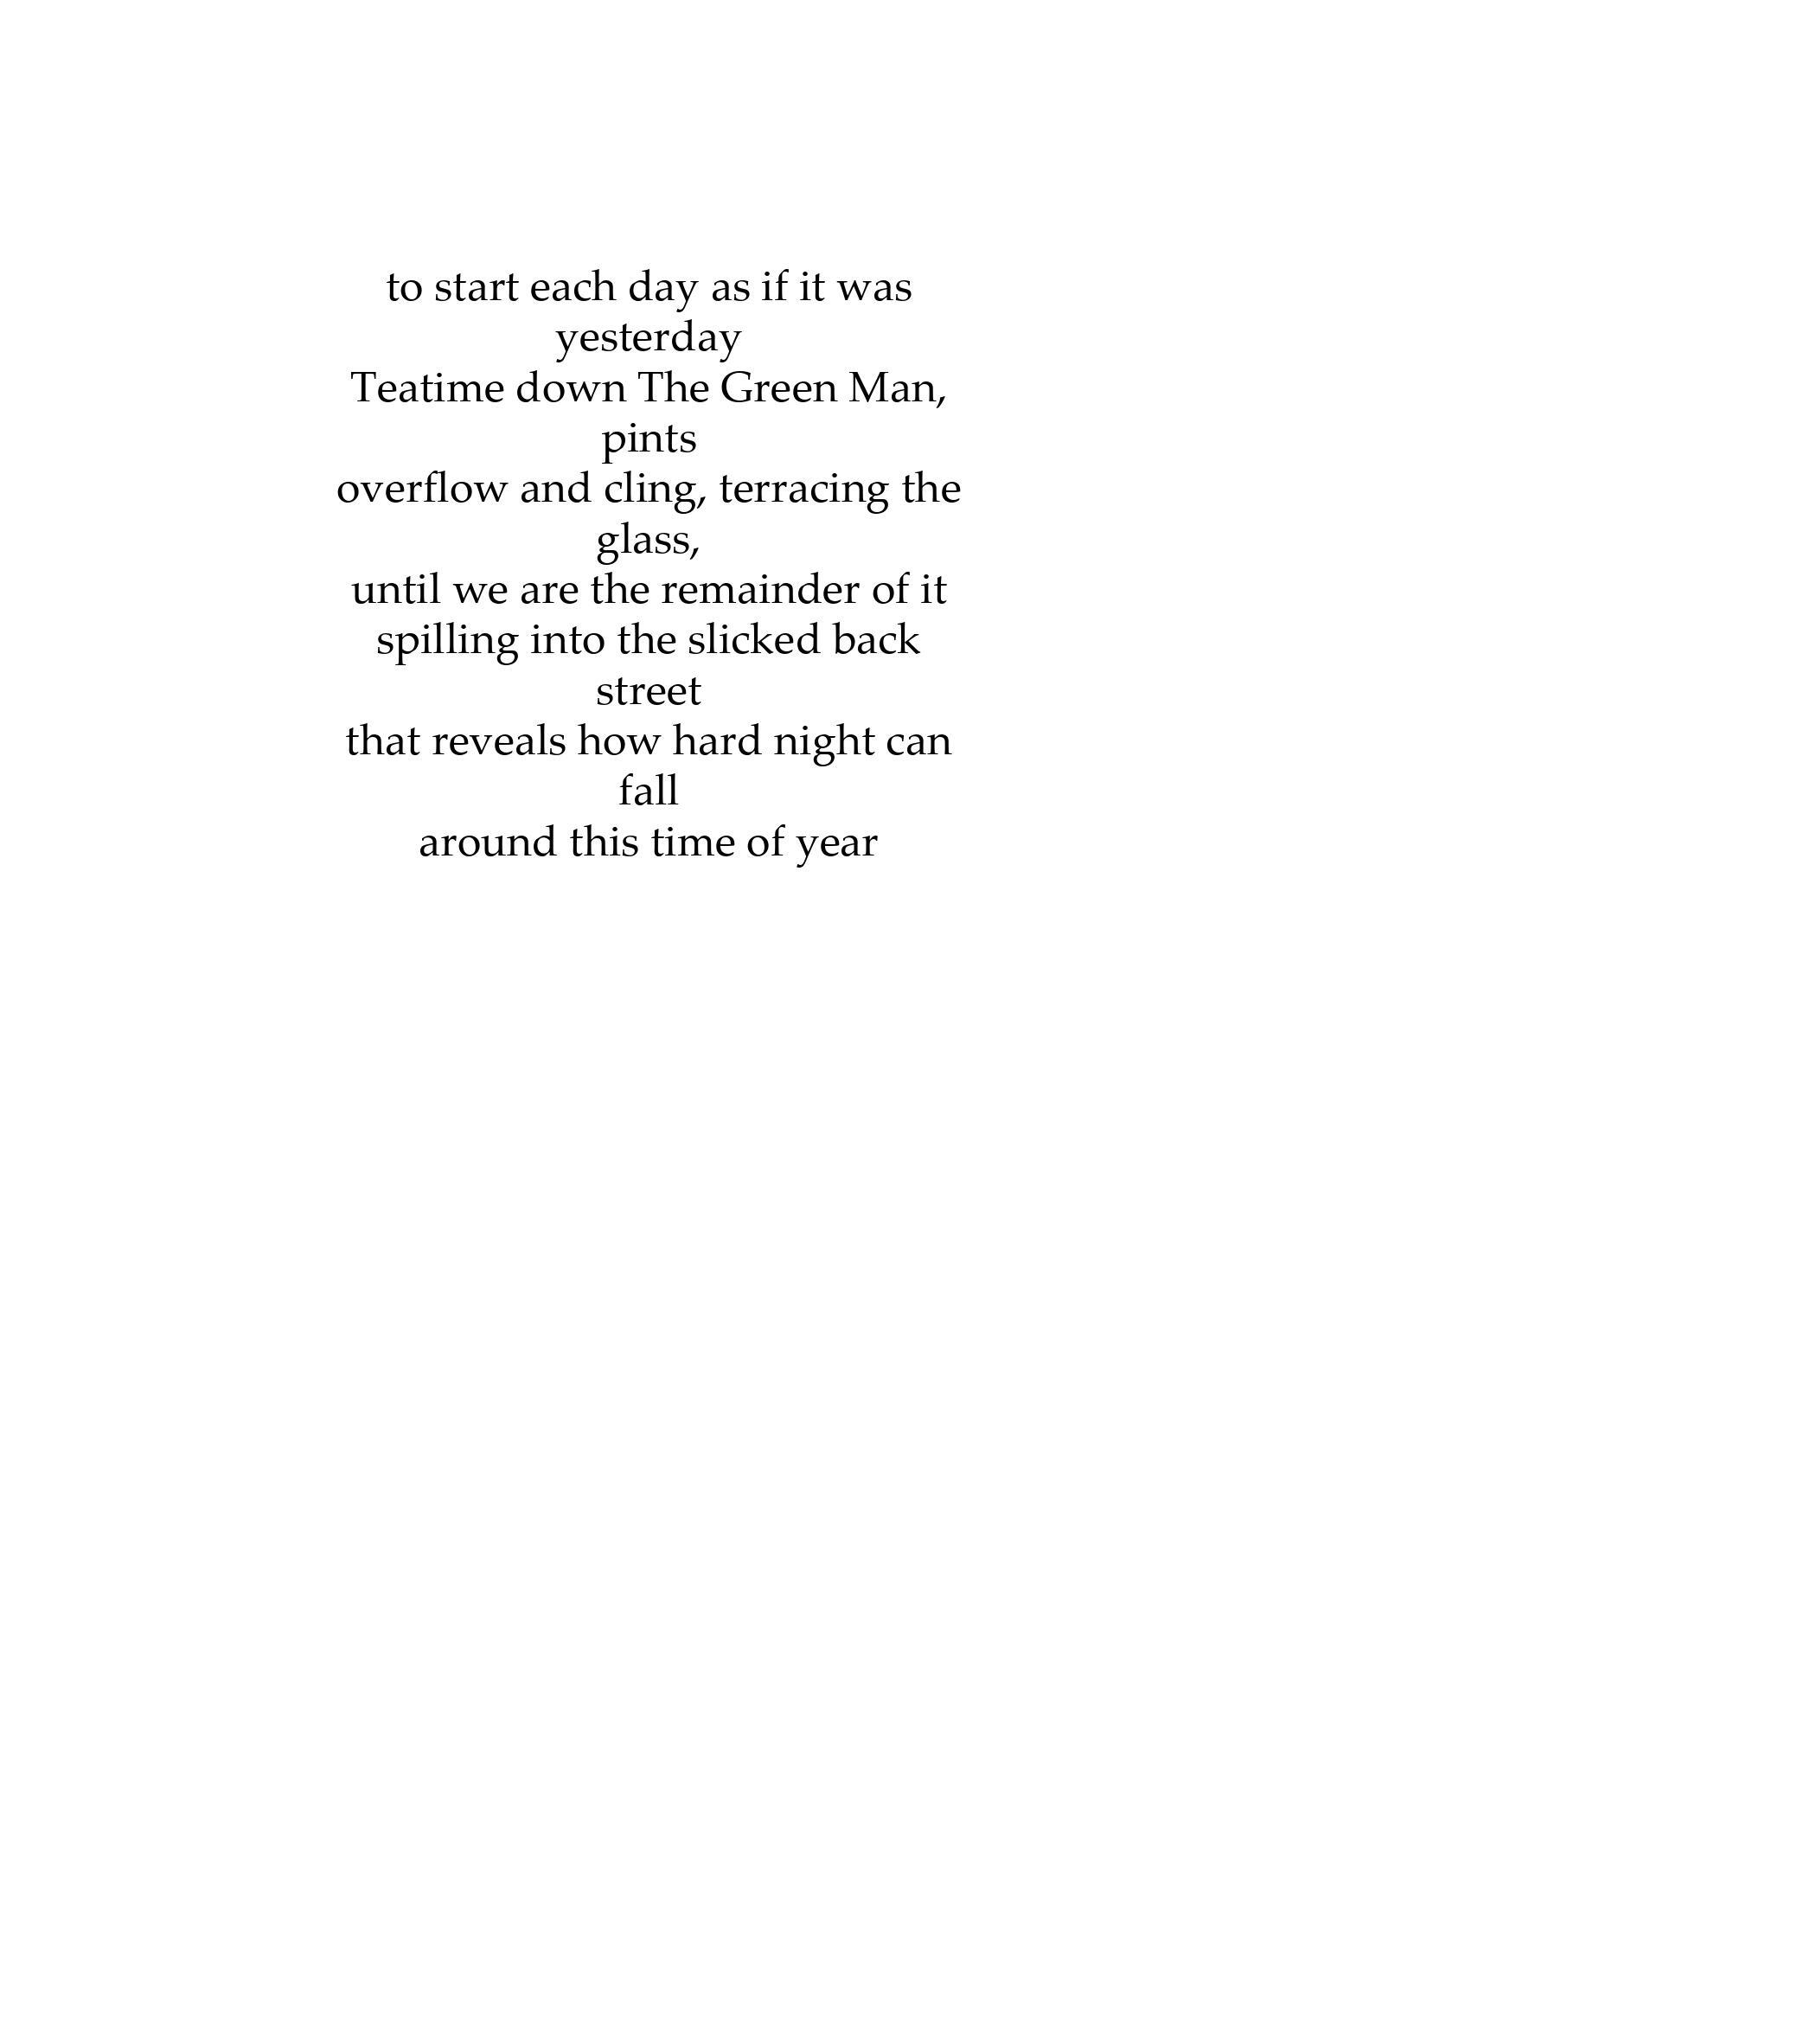 to start each day as if it was
yesterday
Teatime down The Green Man,
pints
overflow and cling, terracing the
glass,
until we are the remainder of it
spilling into the slicked back
street
that reveals how hard night can
fall
around this time of year